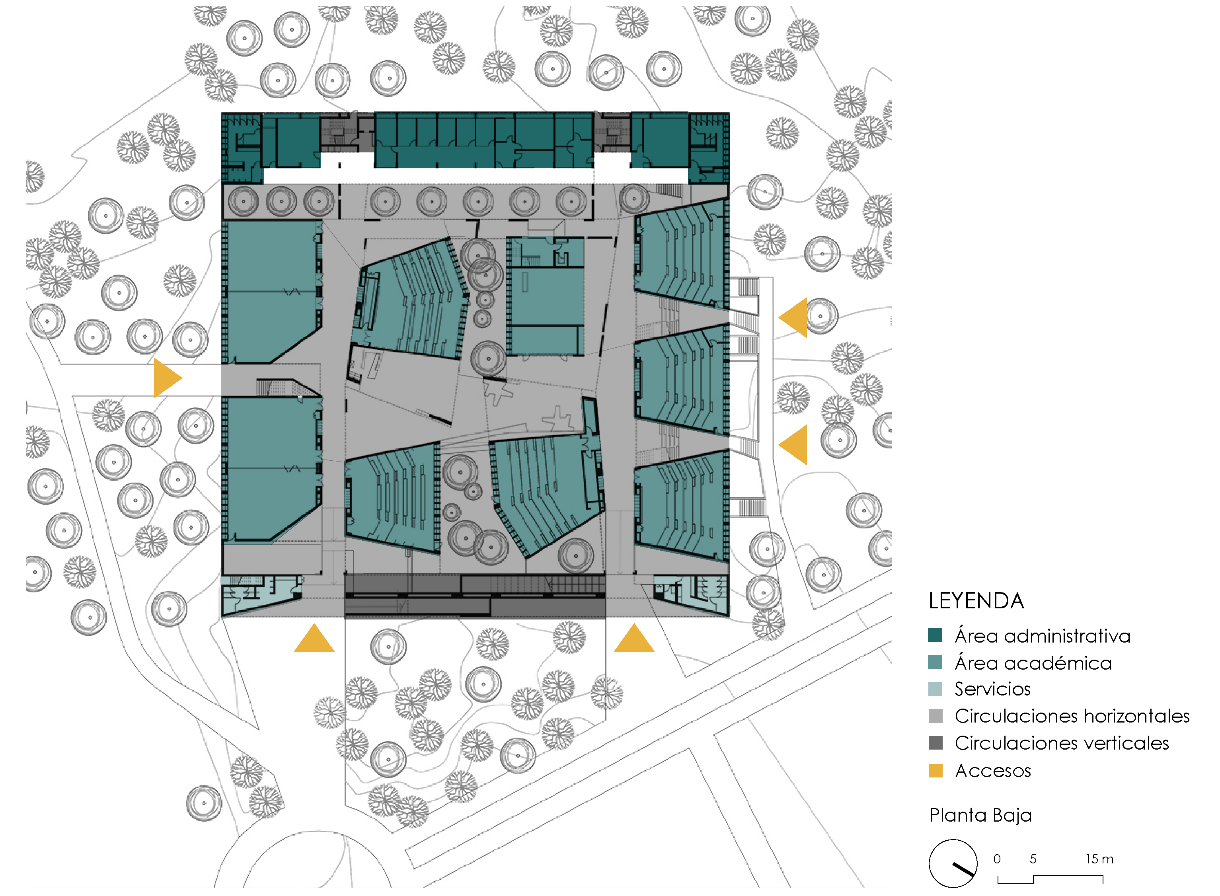 LEYENDA
Área administrativa
Área académica
Servicios
Circulaciones horizontales
Circulaciones verticales
Accesos
Planta Baja
0 5 15 m